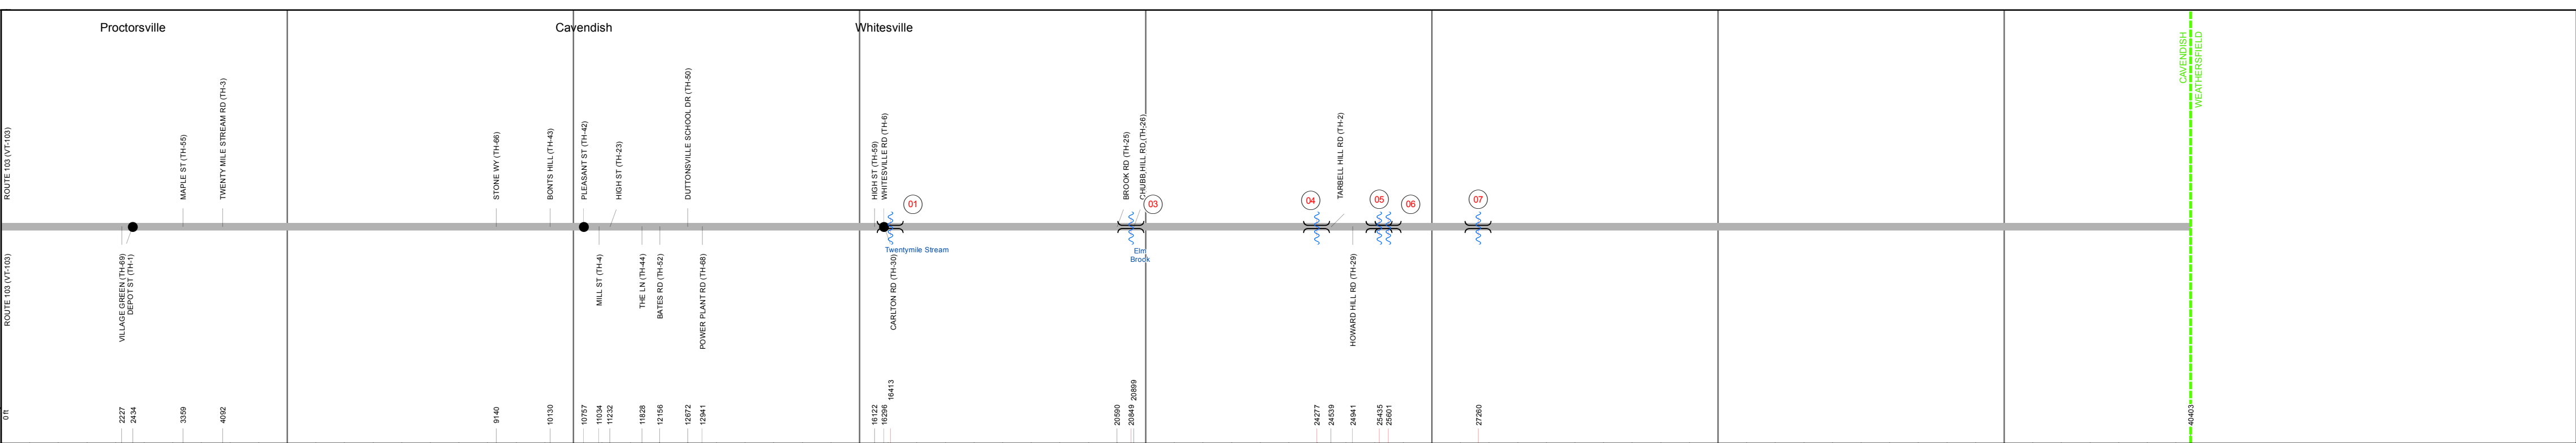 Proctorsville
Cavendish
Whitesville
CAVENDISH
WEATHERSFIELD
ROUTE 103 (VT-103)
MAPLE ST (TH-55)
TWENTY MILE STREAM RD (TH-3)
STONE WY (TH-66)
BONTS HILL (TH-43)
PLEASANT ST (TH-42)
HIGH ST (TH-23)
DUTTONSVILLE SCHOOL DR (TH-50)
HIGH ST (TH-59)
WHITESVILLE RD (TH-6)
BROOK RD (TH-25)
CHUBB HILL RD (TH-26)
TARBELL HILL RD (TH-2)
01
03
04
05
06
07
Twentymile Stream
Elm
Brook
ROUTE 103 (VT-103)
VILLAGE GREEN (TH-69)
DEPOT ST (TH-1)
MILL ST (TH-4)
THE LN (TH-44)
BATES RD (TH-52)
POWER PLANT RD (TH-68)
CARLTON RD (TH-30)
HOWARD HILL RD (TH-29)
0 ft
2227
2434
3359
4092
9140
10130
10757
11034
11232
11828
12156
12672
12941
16122
16296
16413
20590
20849
20899
24277
24539
24941
25435
25601
27260
40403